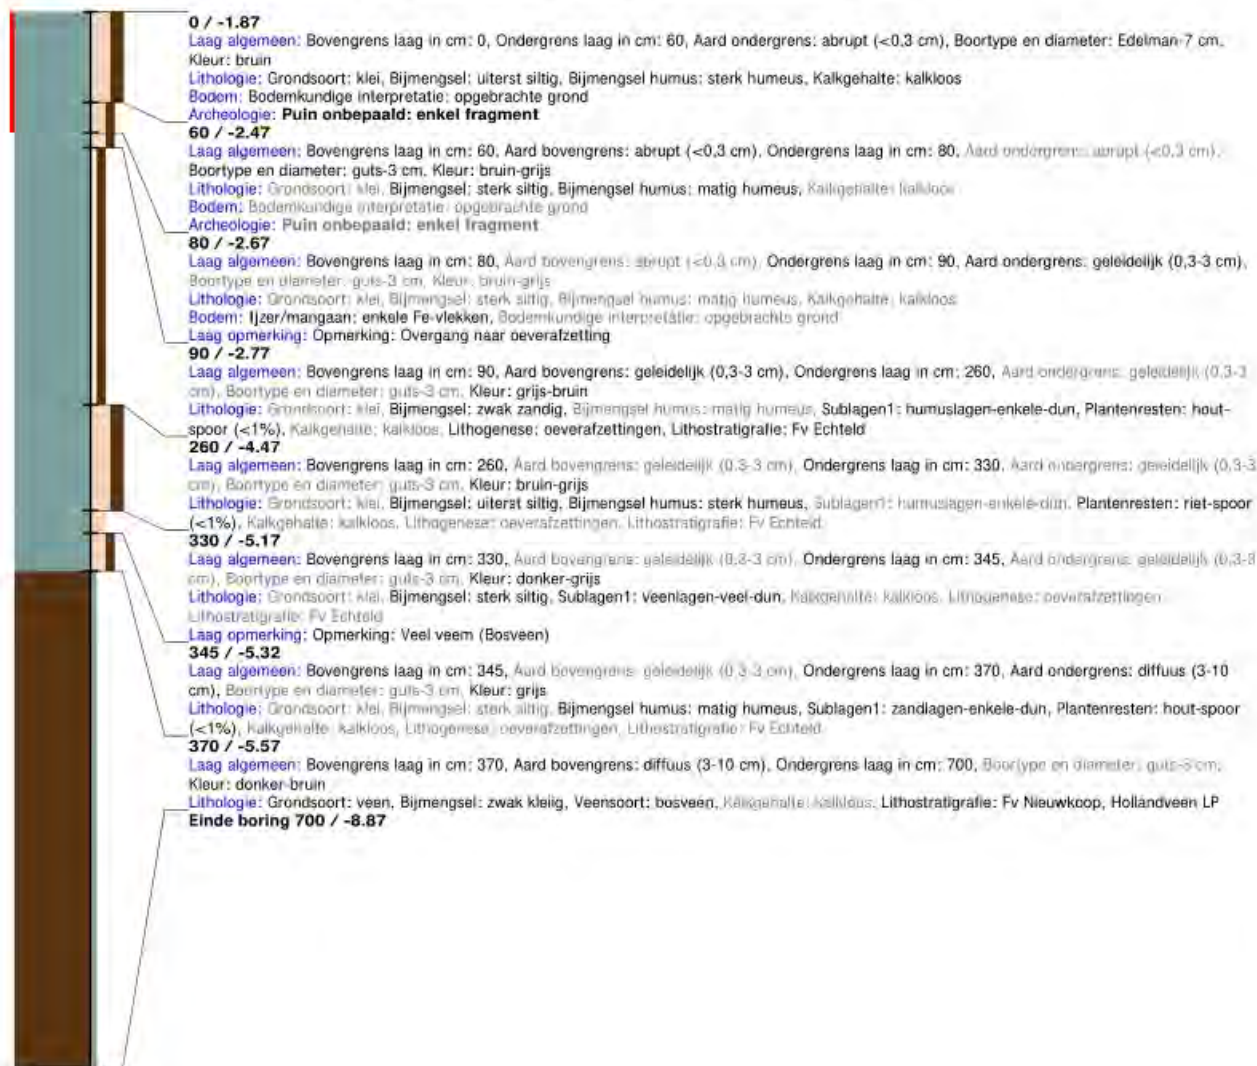 0 / -1.87
Laag algemeen: Bovengrens laag in cm: 0, Ondergrens laag in cm: 60, Aard ondergrens: abrupt (<0,3 cm), Boortype en diameter: Edelman-7 cm,
Kleur: bruin
Lithologie: Grondsoort: klei, Bijmengsel: uiterst siltig, Bijmengsel humus: sterk humeus, Kalkgehalte: kalkloos
Bodem: Bodemkundige interpretatie: opgebrachte grond
Archeologie: Puin onbepaald: enkel fragment
60 / -2.47
Laag algemeen: Bovengrens laag in cm: 60, Aard bovengrens: abrupt (<0,3 cm), Ondergrens laag in cm: 80, Aard ondergrens: abrupt (<0,3 cm),
Boortype en diameter: guts-3 cm, Kleur: bruin-grijs
Lithologie: Grondsoort: klei, Bijmengsel: sterk siltig, Bijmengsel humus: matig humeus, Kalkgehalte: kalkloos
Bodem: Bodemkundige interpretatie: opgebrachte grond
Archeologie: Puin onbepaald: enkel fragment
80 / -2.67
Laag algemeen: Bovengrens laag in cm: 80, Aard bovengrens: abrupt (<0,3 cm), Ondergrens laag in cm: 90, Aard ondergrens: geleidelijk (0,3-3 cm),
Boortype en diameter: guts-3 cm, Kleur: bruin-grijs
Lithologie: Grondsoort: klei, Bijmengsel: sterk siltig, Bijmengsel humus: matig humeus, Kalkgehalte: kalkloos
Bodem: Ijzer/mangaan: enkele Fe-vlekken, Bodemkundige interpretatie: opgebrachte grond
Laag opmerking: Opmerking: Overgang naar oeverafzetting
90 / -2.77
Laag algemeen: Bovengrens laag in cm: 90, Aard bovengrens: geleidelijk (0,3-3 cm), Ondergrens laag in cm: 260, Aard ondergrens: geleidelijk (0,3-3
cm), Boortype en diameter: guts-3 cm, Kleur: grijs-bruin
Lithologie: Grondsoort: klei, Bijmengsel: zwak zandig, Bijmengsel humus: matig humeus, Sublagen1: humuslagen-enkele-dun, Plantenresten: hout-
spoor (<1%), Kalkgehalte: kalkloos, Lithogenese: oeverafzettingen, Lithostratigrafie: Fv Echteld
260 / -4.47
Laag algemeen: Bovengrens laag in cm: 260, Aard bovengrens: geleidelijk (0,3-3 cm), Ondergrens laag in cm: 330, Aard ondergrens: geleidelijk (0,3-3
cm), Boortype en diameter: guts-3 cm, Kleur: bruin-grijs
Lithologie: Grondsoort: klei, Bijmengsel: uiterst siltig, Bijmengsel humus: sterk humeus, Sublagen1: humuslagen-enkele-dun, Plantenresten: riet-spoor
(<1%), Kalkgehalte: kalkloos, Lithogenese: oeverafzettingen, Lithostratigrafie: Fv Echteld
330 / -5.17
Laag algemeen: Bovengrens laag in cm: 330, Aard bovengrens: geleidelijk (0,3-3 cm), Ondergrens laag in cm: 345, Aard ondergrens: geleidelijk (0,3-3
cm), Boortype en diameter: guts-3 cm, Kleur: donker-grijs
Lithologie: Grondsoort: klei, Bijmengsel: sterk siltig, Sublagen1: veenlagen-veel-dun, Kalkgehalte: kalkloos, Lithogenese: oeverafzettingen,
Lithostratigrafie: Fv Echteld
Laag opmerking: Opmerking: Veel veem (Bosveen)
345 / -5.32
Laag algemeen: Bovengrens laag in cm: 345, Aard bovengrens: geleidelijk (0,3-3 cm), Ondergrens laag in cm: 370, Aard ondergrens: diffuus (3-10
cm), Boortype en diameter: guts-3 cm, Kleur: grijs
Lithologie: Grondsoort: klei, Bijmengsel: sterk siltig, Bijmengsel humus: matig humeus, Sublagen1: zandlagen-enkele-dun, Plantenresten: hout-spoor
(<1%), Kalkgehalte: kalkloos, Lithogenese: oeverafzettingen, Lithostratigrafie: Fv Echteld
370 / -5.57
Laag algemeen: Bovengrens laag in cm: 370, Aard bovengrens: diffuus (3-10 cm), Ondergrens laag in cm: 700, Boortype en diameter: guts-3 cm,
Kleur: donker-bruin
Lithologie: Grondsoort: veen, Bijmengsel: zwak kleiig, Veensoort: bosveen, Kalkgehalte: kalkloos, Lithostratigrafie: Fv Nieuwkoop, Hollandveen LP
Einde boring 700 / -8.87